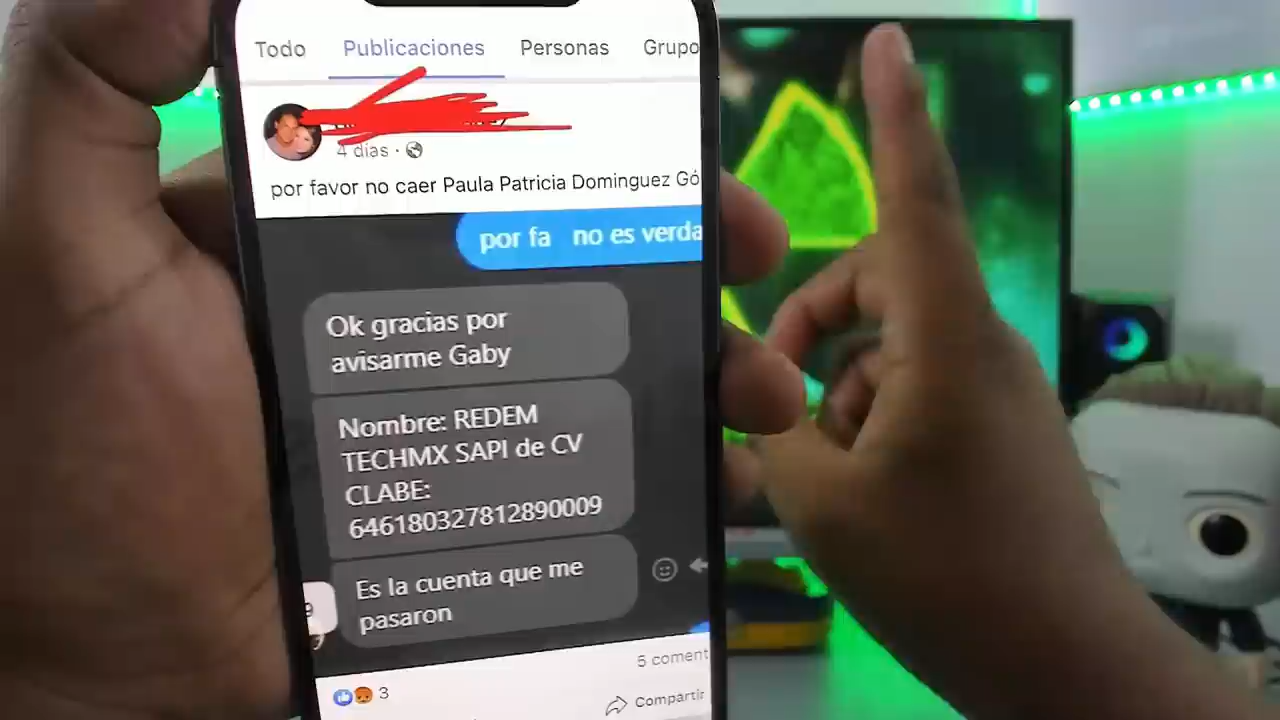 Todo Publicaciones Personas Grupo
4 días
por favor no caer Paula Patricia Dominguez Gó
por fa no es verda
Ok gracias por
avisarme Gaby
Nombre: REDEM
TECHMX SAPI de CV
CLABE:
646180327812890009
Es la cuenta que me
pasaron
9
5 coment
3
Compartir